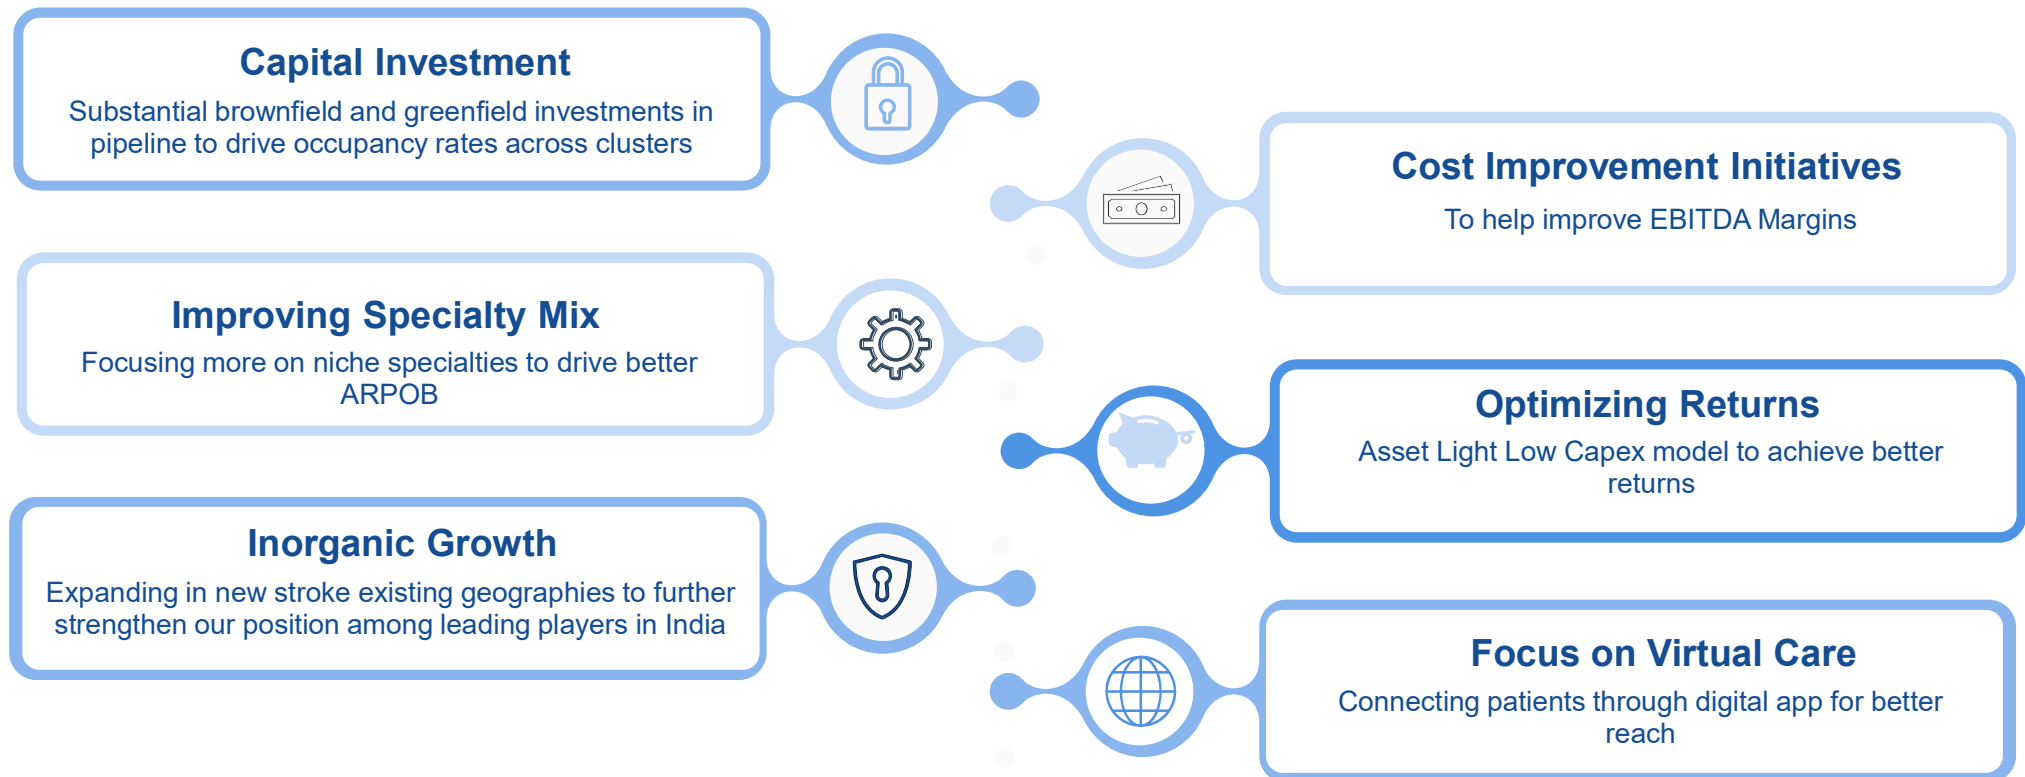 Capital Investment
Substantial brownfield and greenfield investments in
pipeline to drive occupancy rates across clusters
Cost Improvement Initiatives
To help improve EBITDA Margins
Improving Specialty Mix
Focusing more on niche specialties to drive better
ARPOB
Optimizing Returns
Asset Light Low Capex model to achieve better
returns
Inorganic Growth
Expanding in new stroke existing geographies to further
strengthen our position among leading players in India
Focus on Virtual Care
Connecting patients through digital app for better
reach